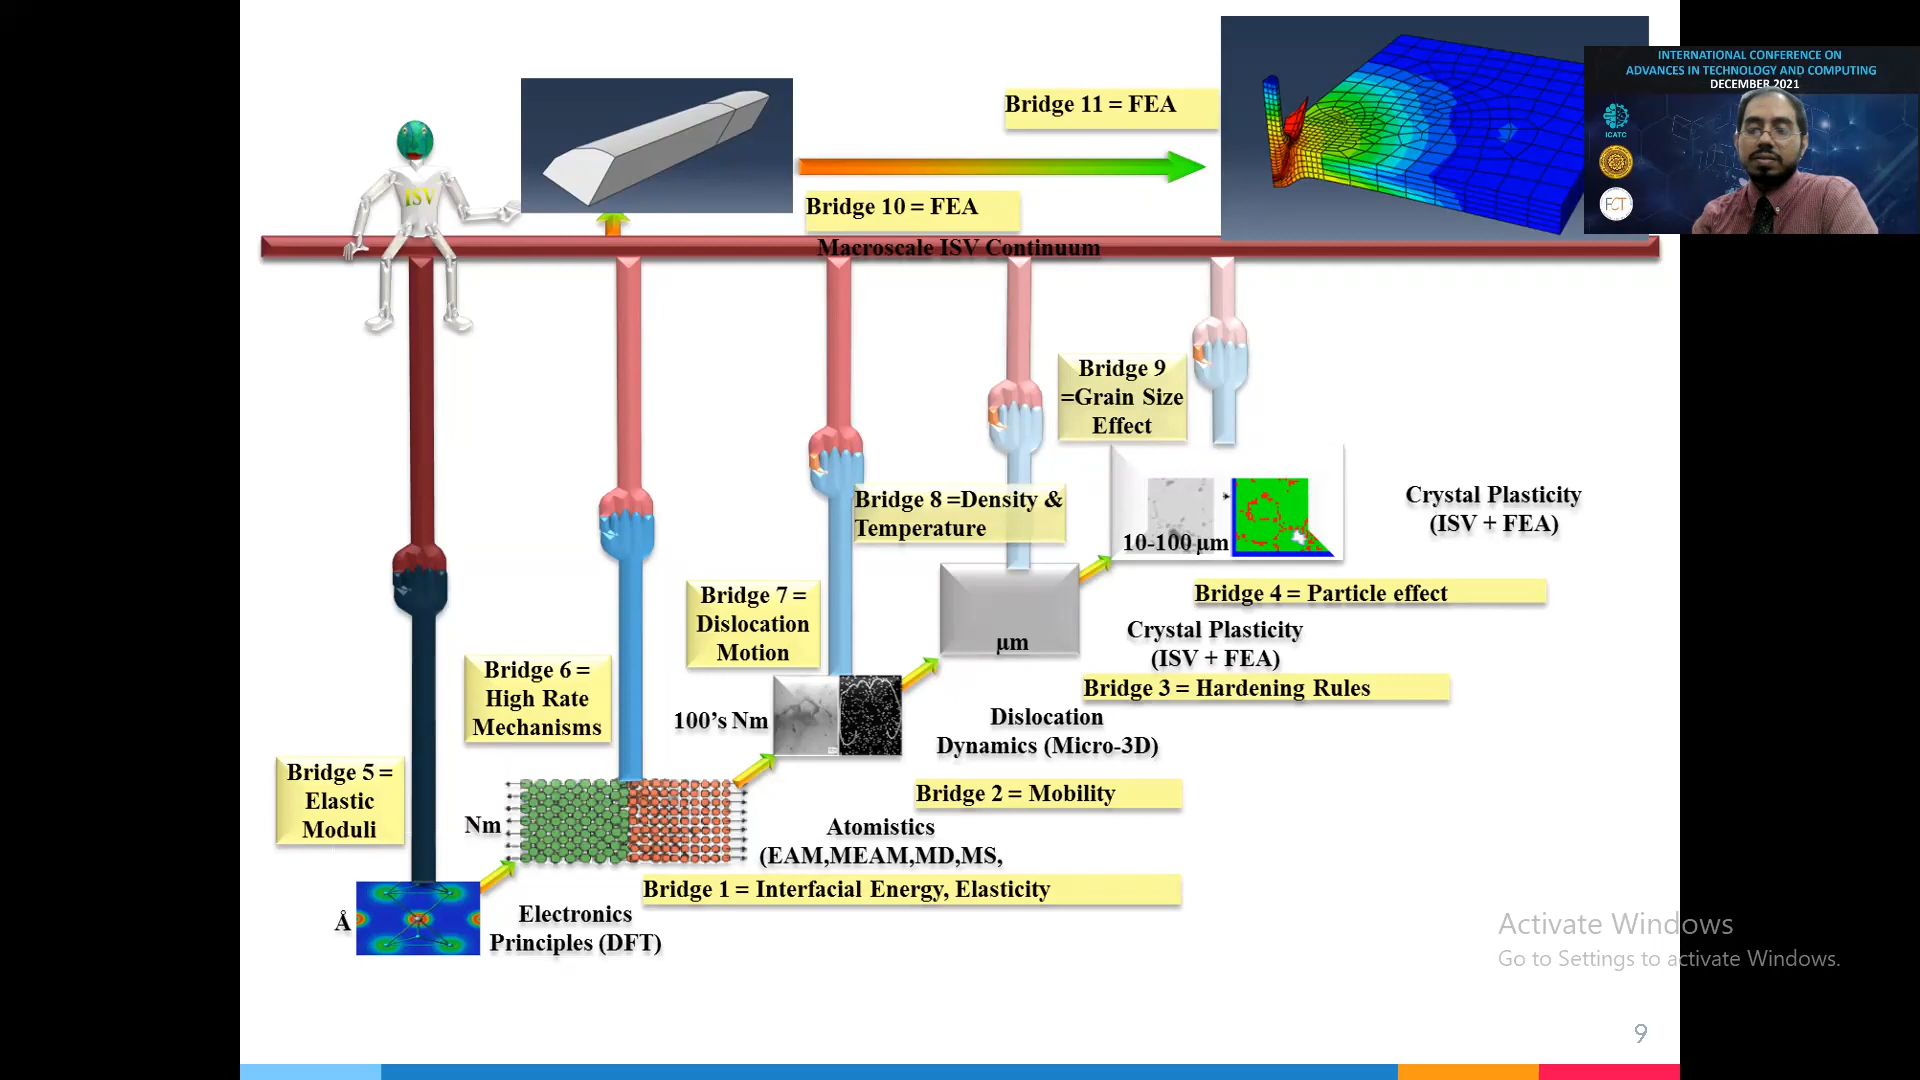 INTERNATIONAL CONFERENCE ON
ADVANCES IN TECHNOLOGY AND COMPUTING
DECEMBER 2021
ICATC
FCT
Bridge 11 = FEA
ISV
Bridge 10 = FEA
Macroscale ISV Continuum
Bridge 9
=Grain Size
Effect
Bridge 8 =Density &
Temperature
Crystal Plasticity
(ISV + FEA)
10-100 μm
Bridge 4 = Particle effect
Bridge 7 =
Dislocation
Motion
μm
Crystal Plasticity
(ISV + FEA)
Bridge 3 = Hardening Rules
Bridge 6 =
High Rate
Mechanisms
100’s Nm
Dislocation
Dynamics (Micro-3D)
Bridge 5 =
Elastic
Moduli
Bridge 2 = Mobility
Nm
Atomistics
(EAM,MEAM,MD,MS,
Bridge 1 = Interfacial Energy, Elasticity
Å
Electronics
Principles (DFT)
Activate Windows
Go to Settings to activate Windows.
9